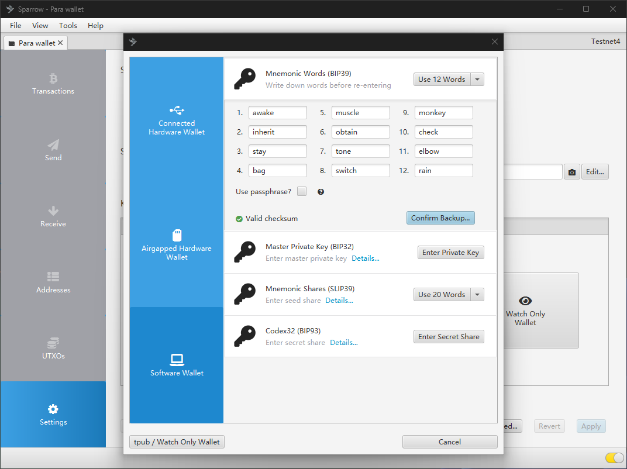 Sparrow - Para wallet
File View Tools Help
Para wallet
Testnet4
Transactions
Send
Receive
Addresses
UTXOs
Settings
Connected
Hardware Wallet
Airgapped Hardware
Wallet
Software Wallet
Mnemonic Words (BIP39)
Write down words before re-entering
Use 12 Words
1. awake 5. muscle 9. monkey
2. inherit 6. obtain 10. check
3. stay 7. tone 11. elbow
4. bag 8. switch 12. rain
Use passphrase? ?
Valid checksum
Confirm Backup...
Master Private Key (BIP32)
Enter master private key Details...
Enter Private Key
Mnemonic Shares (SLIP39)
Enter seed share Details...
Use 20 Words
Codex32 (BIP93)
Enter secret share Details...
Enter Secret Share
tpub / Watch Only Wallet
Cancel
Edit...
Watch Only
Wallet
ed...
Revert
Apply